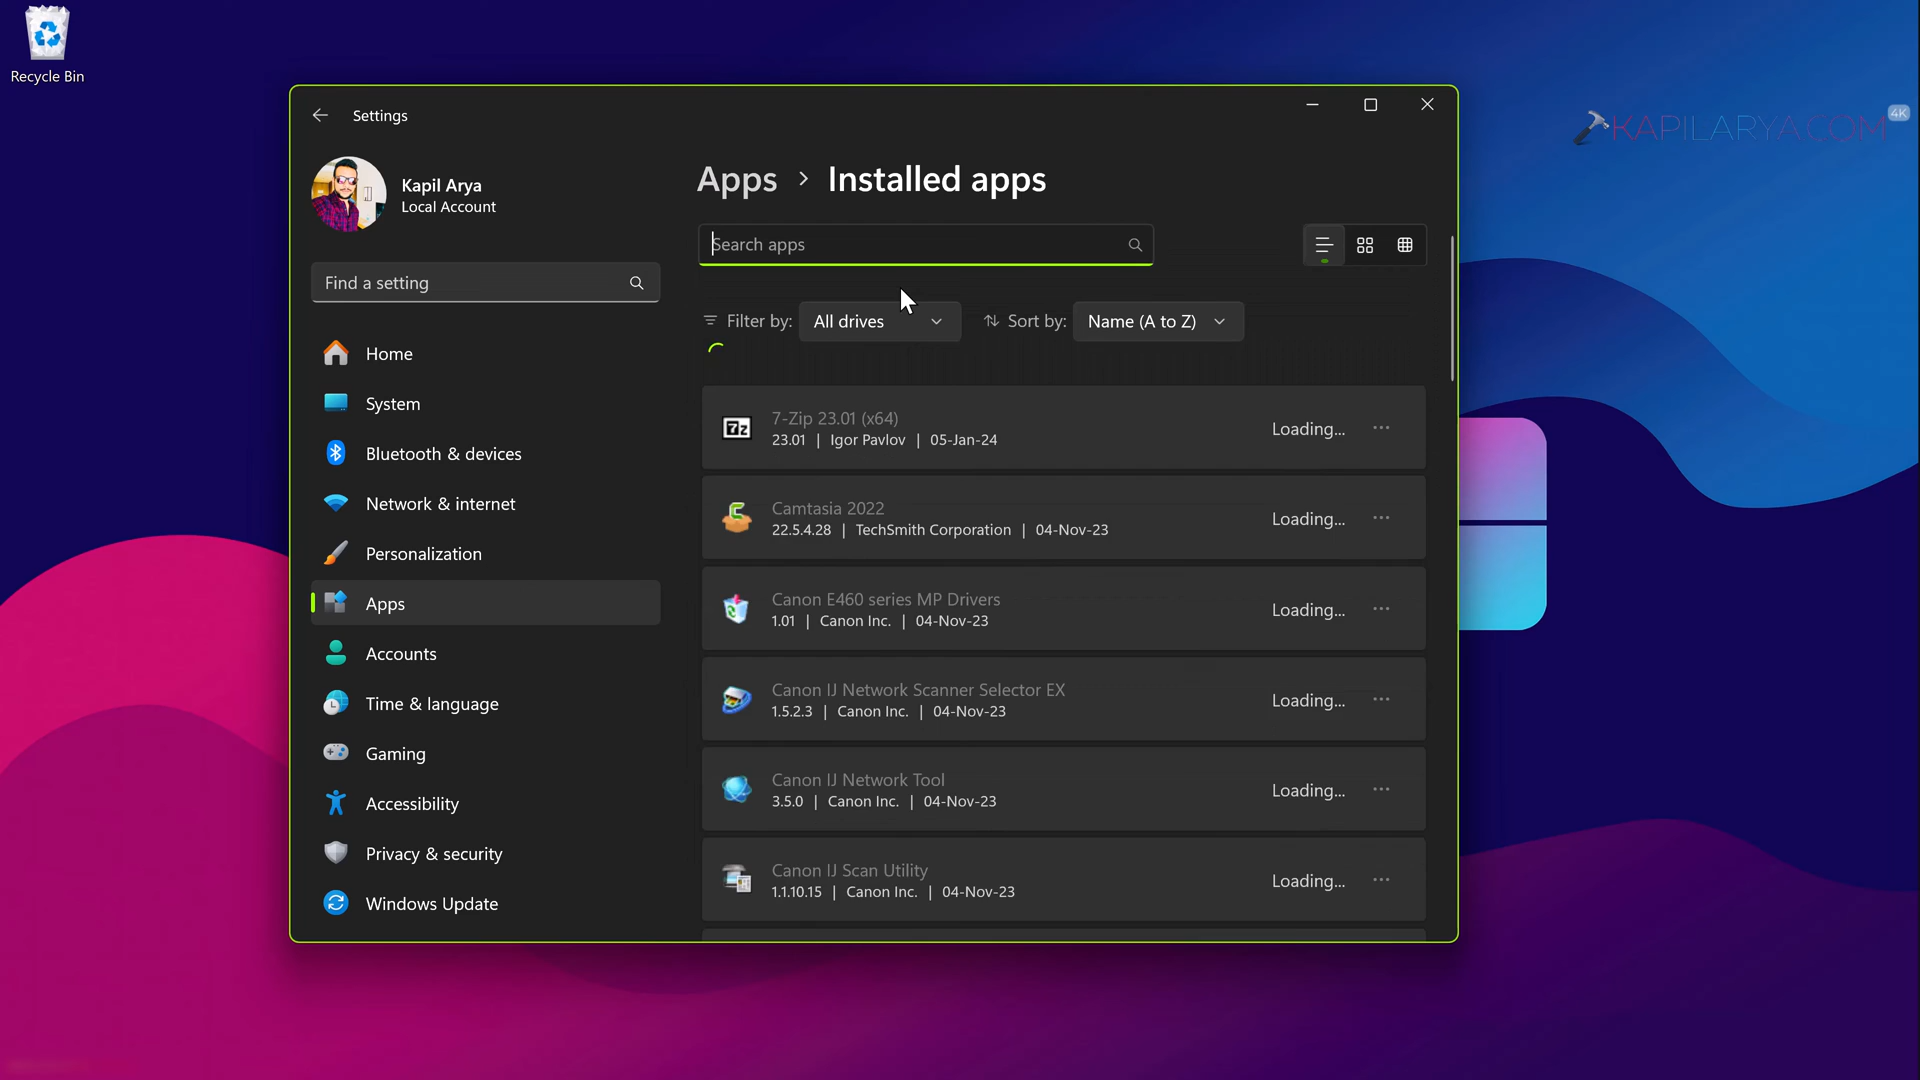 Recycle Bin
Settings
KAPILARYA.COM
4K
Kapil Arya
Local Account
Find a setting
Home
System
Bluetooth & devices
Network & internet
Personalization
Apps
Accounts
Time & language
Gaming
Accessibility
Privacy & security
Windows Update
Apps > Installed apps
Search apps
Filter by: All drives Sort by: Name (A to Z)
7-Zip 23.01 (x64)
23.01 | Igor Pavlov | 05-Jan-24
Loading...
Camtasia 2022
22.5.4.28 | TechSmith Corporation | 04-Nov-23
Loading...
Canon E460 series MP Drivers
1.01 | Canon Inc. | 04-Nov-23
Loading...
Canon IJ Network Scanner Selector EX
1.5.2.3 | Canon Inc. | 04-Nov-23
Loading...
Canon IJ Network Tool
3.5.0 | Canon Inc. | 04-Nov-23
Loading...
Canon IJ Scan Utility
1.1.10.15 | Canon Inc. | 04-Nov-23
Loading...